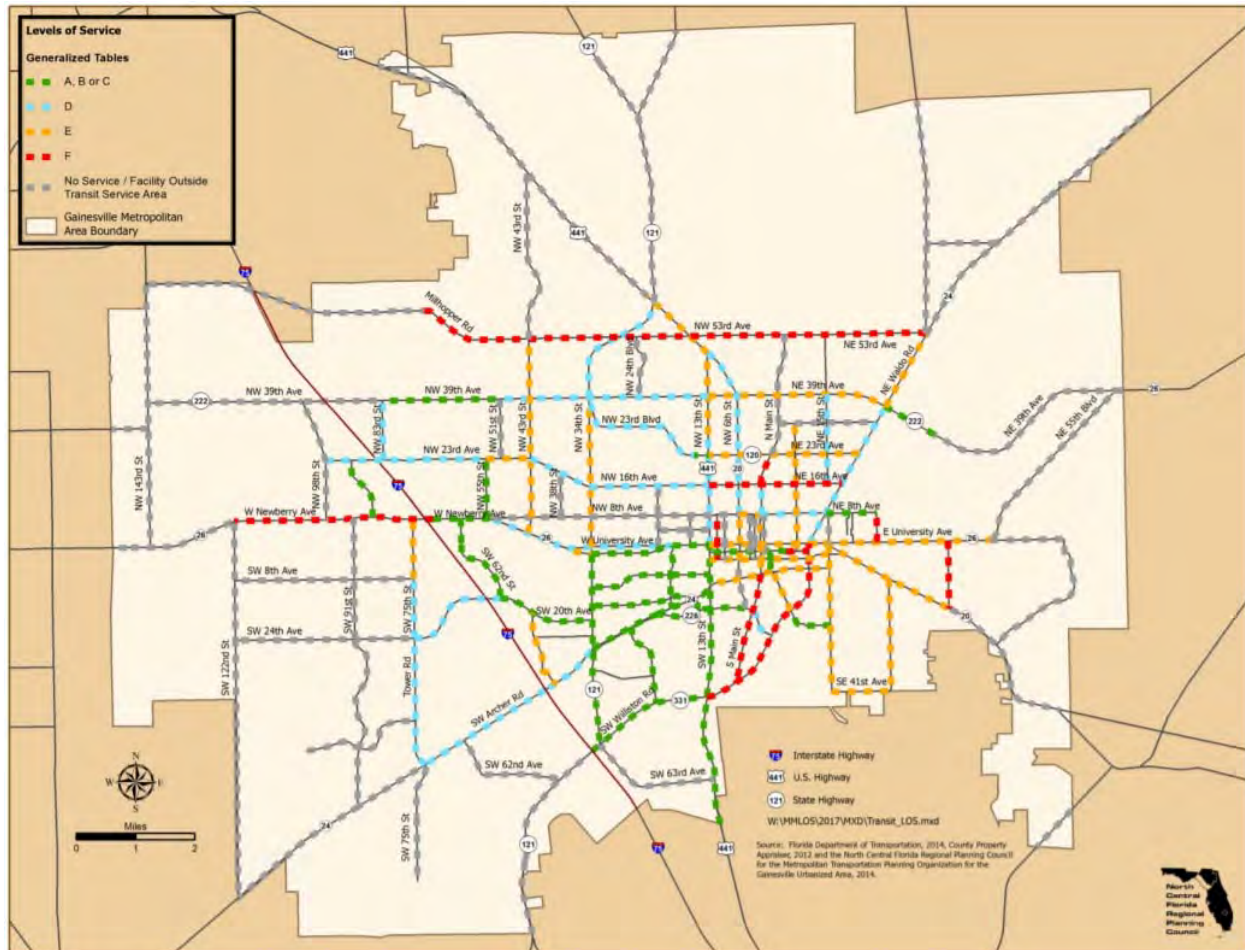 Levels of Service
Generalized Tables
A, B or C
D
E
F
No Service / Facility Outside
Transit Service Area
Gainesville Metropolitan
Area Boundary
441
121
NW 43rd St
441
121
75
24
Millhopper Rd
NW 53rd Ave
NE 53rd Ave
NW 24th Blvd
NE Waldo Rd
26
NW 39th Ave
222
NW 39th Ave
NE 39th Ave
222
NE 39th Ave
NE 55th Blvd
NW 143rd St
NW 83rd St
NW 51st St
NW 43rd St
NW 34th St
NW 23rd Blvd
NW 13th St
NW 6th St
N Main St
NE 15th St
NE 23rd Ave
120
NW 23rd Ave
NW 98th St
75
NW 55th St
NW 38th St
NW 16th Ave
441
20
NE 16th Ave
W Newberry Ave
W Newberry Ave
NW 8th Ave
NE 8th Ave
26
26
W University Ave
E University Ave
26
SW 8th Ave
SW 62nd St
SW 75th St
SW 91st St
24
SW 20th Ave
226
SW 24th Ave
75
SW 13th St
S Main St
20
SW 122nd St
Tower Rd
SW Archer Rd
121
SW Williston Rd
331
SE 41st Ave
SW 62nd Ave
SW 63rd Ave
24
SW 75th St
121
75
441
N
W E
S
Miles
0 1 2
75 Interstate Highway
441 U.S. Highway
121 State Highway
W:\MMLOS\2017\MXD\Transit_LOS.mxd
Source: Florida Department of Transportation, 2014, County Property
Appraiser, 2012 and the North Central Florida Regional Planning Council
for the Metropolitan Transportation Planning Organization for the
Gainesville Urbanized Area, 2014.
North
Central
Florida
Regional
Planning
Council